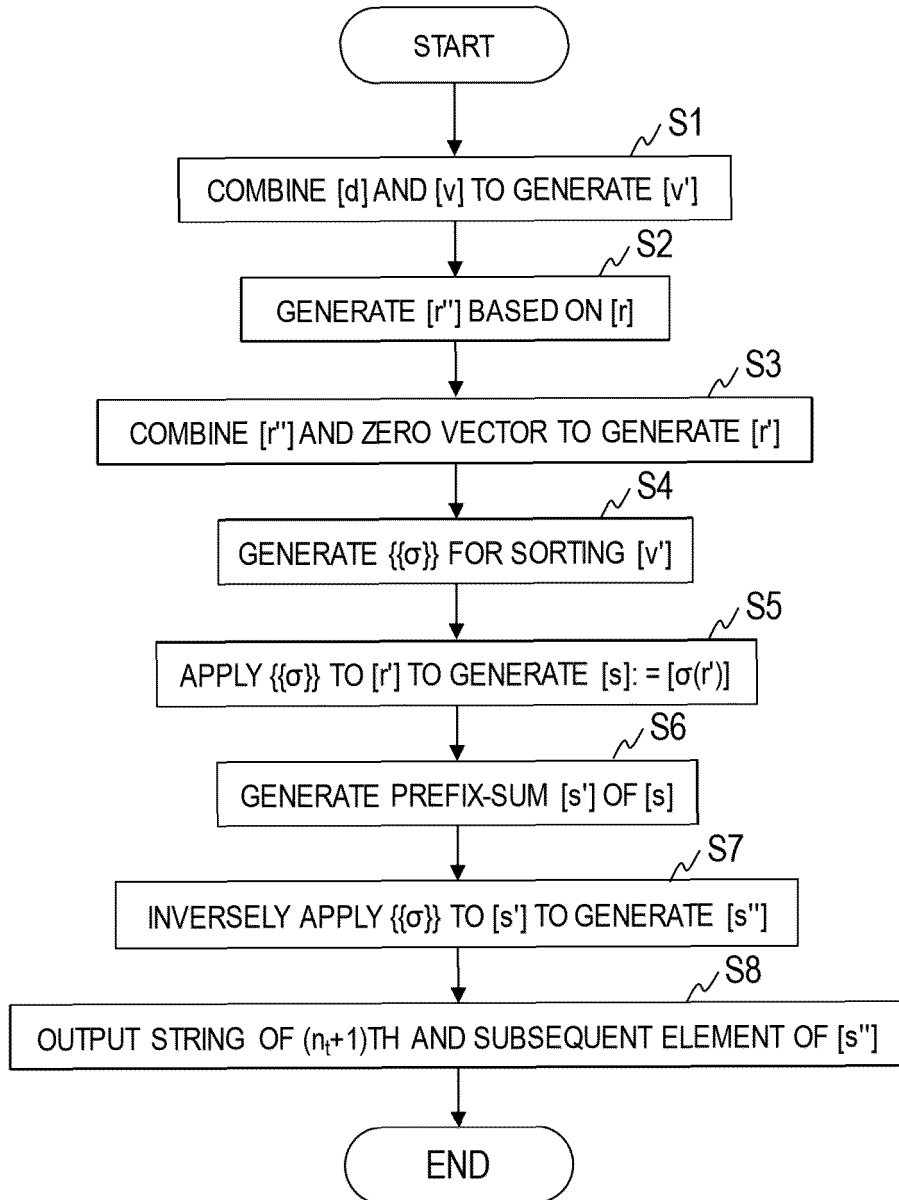 START
S1
COMBINE [d] AND [v] TO GENERATE [v']
S2
GENERATE [r''] BASED ON [r]
S3
COMBINE [r''] AND ZERO VECTOR TO GENERATE [r']
S4
GENERATE {{σ}} FOR SORTING [v']
S5
APPLY {{σ}} TO [r'] TO GENERATE [s]: = [σ(r')]
S6
GENERATE PREFIX-SUM [s'] OF [s]
S7
INVERSELY APPLY {{σ}} TO [s'] TO GENERATE [s'']
S8
OUTPUT STRING OF (nt+1)TH AND SUBSEQUENT ELEMENT OF [s'']
END